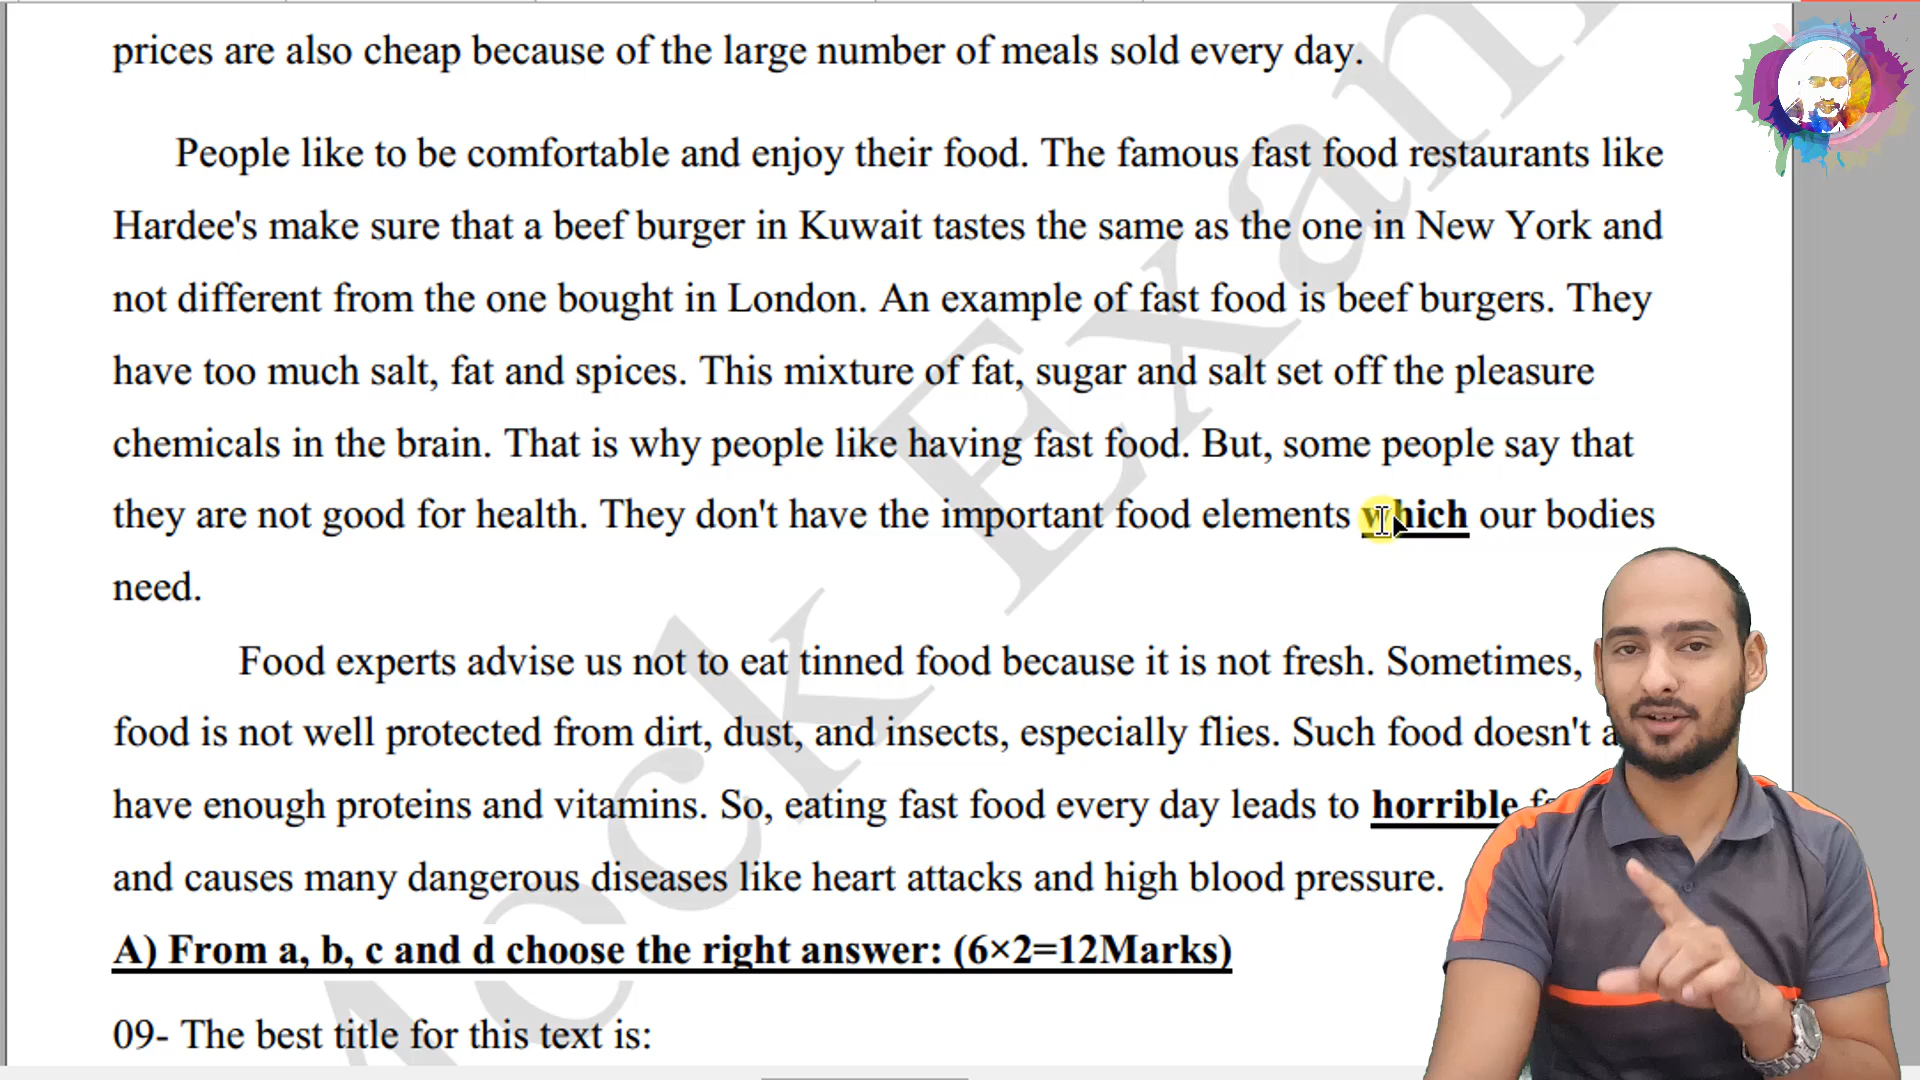 prices are also cheap because of the large number of meals sold every day.
People like to be comfortable and enjoy their food. The famous fast food restaurants like
Hardee's make sure that a beef burger in Kuwait tastes the same as the one in New York and
not different from the one bought in London. An example of fast food is beef burgers. They
have too much salt, fat and spices. This mixture of fat, sugar and salt set off the pleasure
chemicals in the brain. That is why people like having fast food. But, some people say that
they are not good for health. They don't have the important food elements which our bodies
need.
Food experts advise us not to eat tinned food because it is not fresh. Sometimes,
food is not well protected from dirt, dust, and insects, especially flies. Such food doesn't
have enough proteins and vitamins. So, eating fast food every day leads to horrible
and causes many dangerous diseases like heart attacks and high blood pressure.
A) From a, b, c and d choose the right answer: (6×2=12Marks)
09- The best title for this text is:
Mock Exam